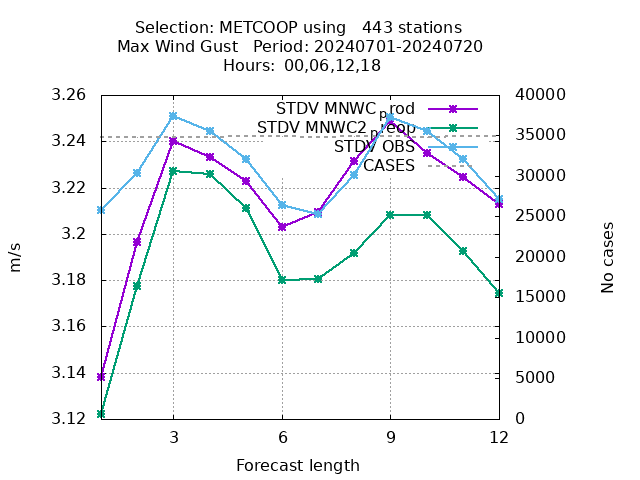 Selection: METCOOP using   443 stations
Max Wind Gust   Period: 20240701-20240720
Hours: 00,06,12,18
3.26 40000
STDV MNWC_prod
STDV MNWC2_preop
3.24 35000
STDV OBS
CASES
3.22 30000
25000
3.2
20000
3.18
15000
3.16
10000
3.14 5000
3.12 0
m/s
No cases
3 6 9 12
Forecast length